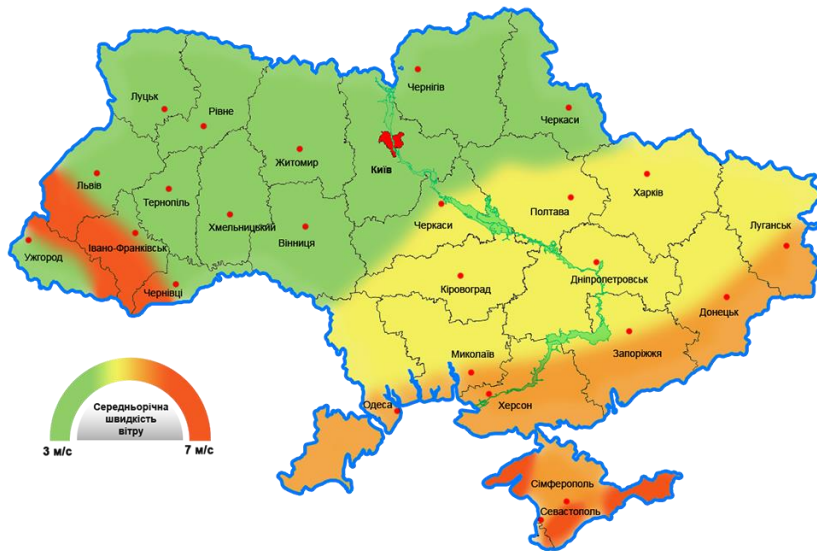 Чернігів
Луцьк
Рівне
Черкаси
Житомир
Київ
Львів
Тернопіль
Харків
Полтава
Черкаси
Хмельницький
Вінниця
Луганськ
Івано-Франківськ
Ужгород
Чернівці
Кіровоград
Дніпропетровськ
Донецьк
Запоріжжя
Миколаїв
Одеса
Херсон
Середньорічна
швидкість
вітру
3 м/с
7 м/с
Сімферополь
Севастополь